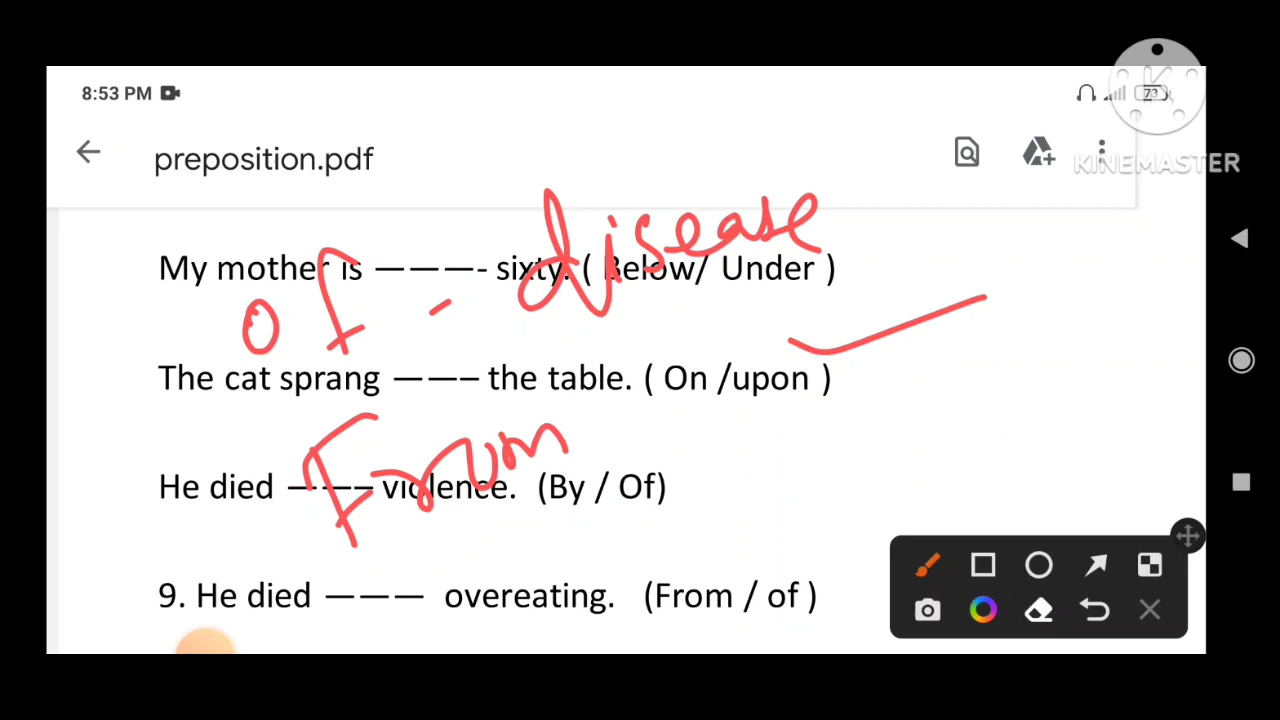 8:53 PM
73
preposition.pdf
KINEMASTER
My mother is ———- sixty. ( Below/ Under )
of - disease
The cat sprang ——— the table. ( On /upon )
From
He died ——— violence. (By / Of)
9. He died ——— overeating. (From / of )